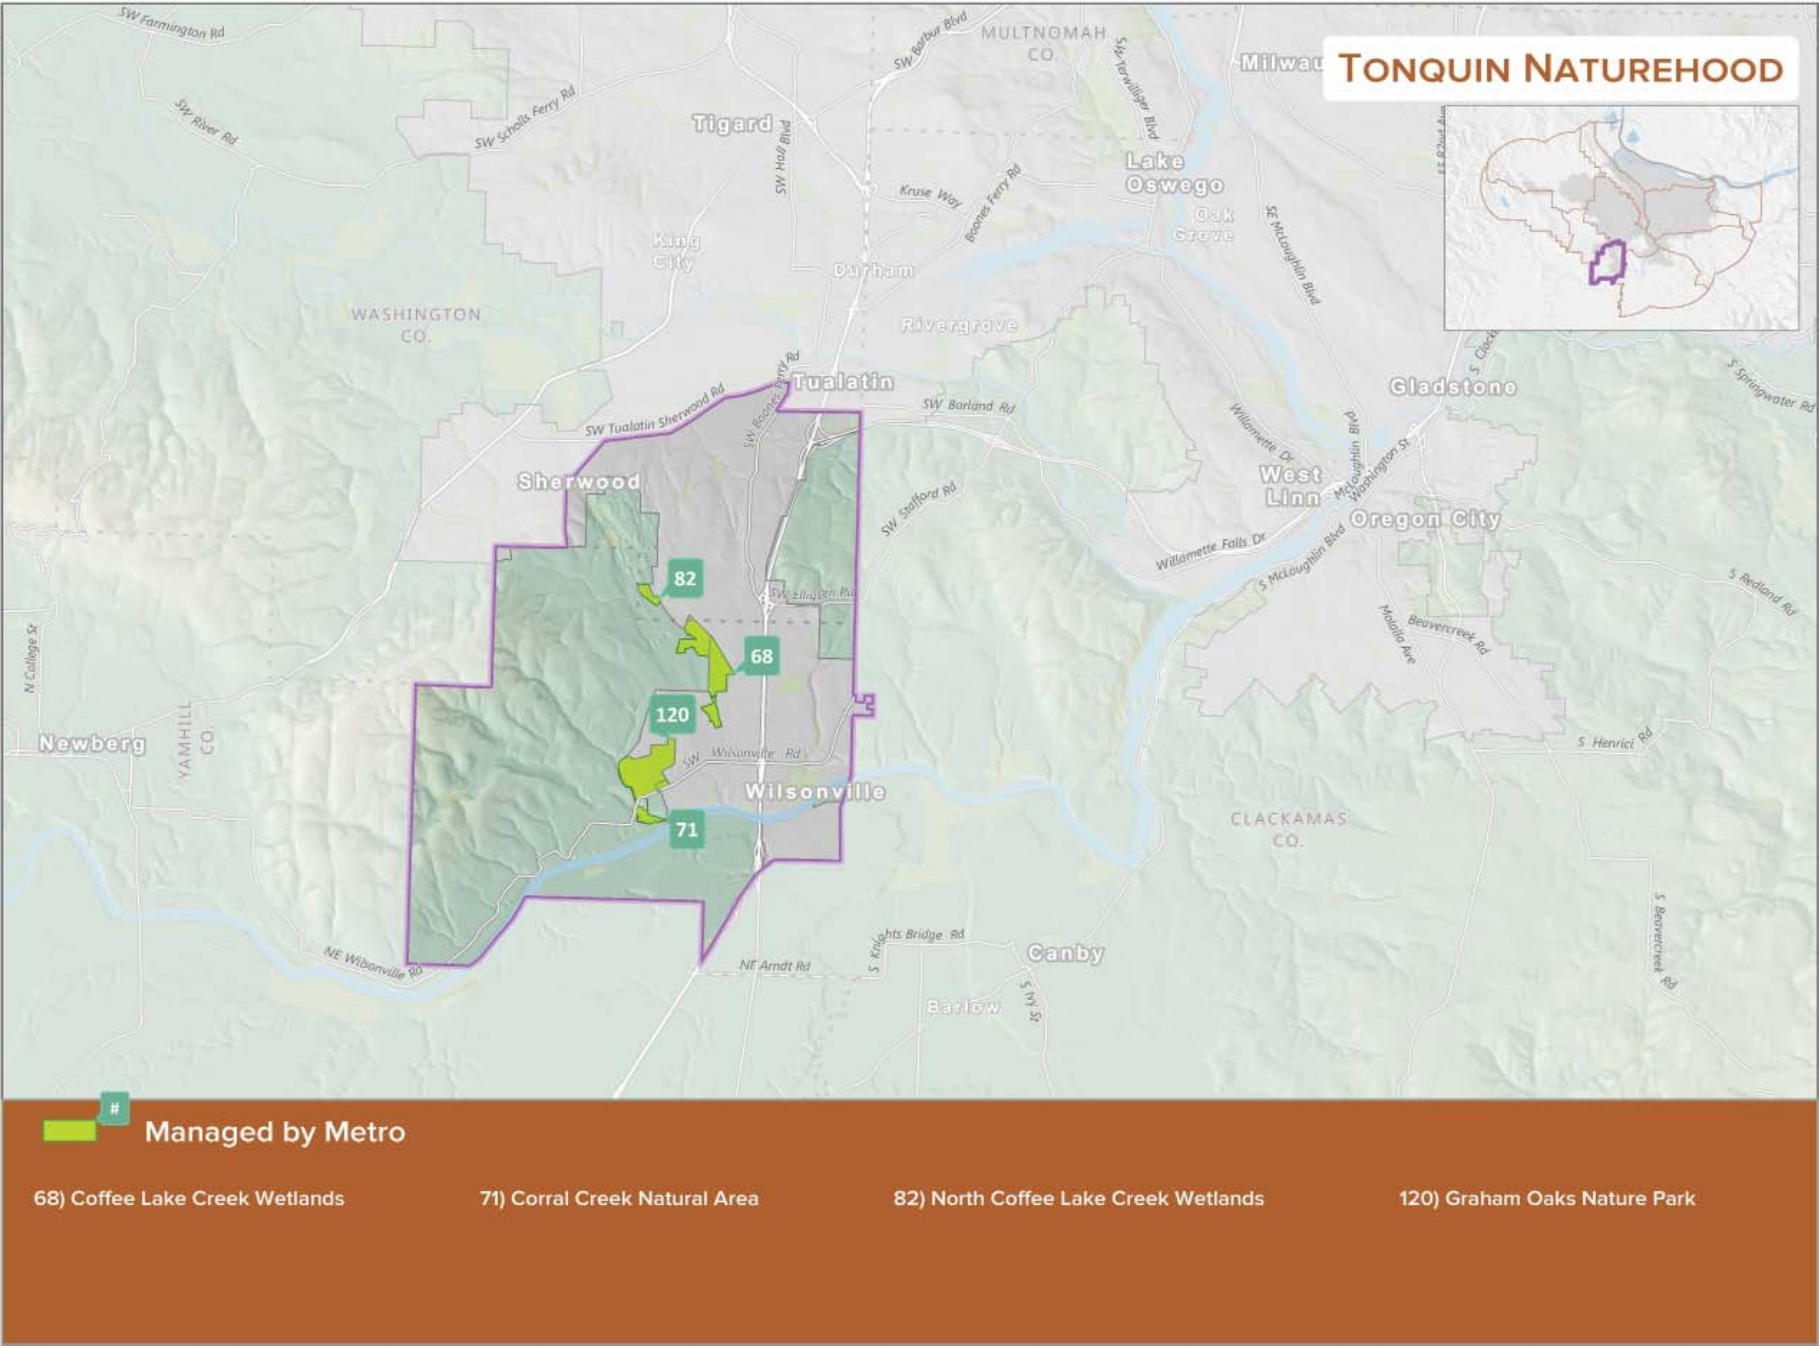 TONQUIN NATUREHOOD
SW Farmington Rd
SW River Rd
SW Scholls Ferry Rd
SW Barbur Blvd
MULTNOMAH
CO.
SW Terwilliger Blvd
Tigard
SW Hall Blvd
Lake
Oswego
Kruse Way
Boones Ferry Rd
Oak
Grove
SE McLoughlin Blvd
King
City
Durham
WASHINGTON
CO.
Rivergrove
Tualatin
SW Tualatin Sherwood Rd
SW Borland Rd
Gladstone
S Springwater Rd
Willamette Dr
McLoughlin Blvd
Washington St
Sherwood
SW Stafford Rd
West
Linn
Oregon City
Willamette Falls Dr
S McLoughlin Blvd
S Redland Rd
82
SW Elligsen Rd
Molalla Ave
Beavercreek Rd
N College St
68
120
Newberg
YAMHILL
CO.
SW Wilsonville Rd
S Henrici Rd
Wilsonville
71
CLACKAMAS
CO.
S Beavercreek Rd
S Knights Bridge Rd
Canby
NE Wilsonville Rd
NE Arndt Rd
S Ivy St
Barlow
#
Managed by Metro
68) Coffee Lake Creek Wetlands
71) Corral Creek Natural Area
82) North Coffee Lake Creek Wetlands
120) Graham Oaks Nature Park